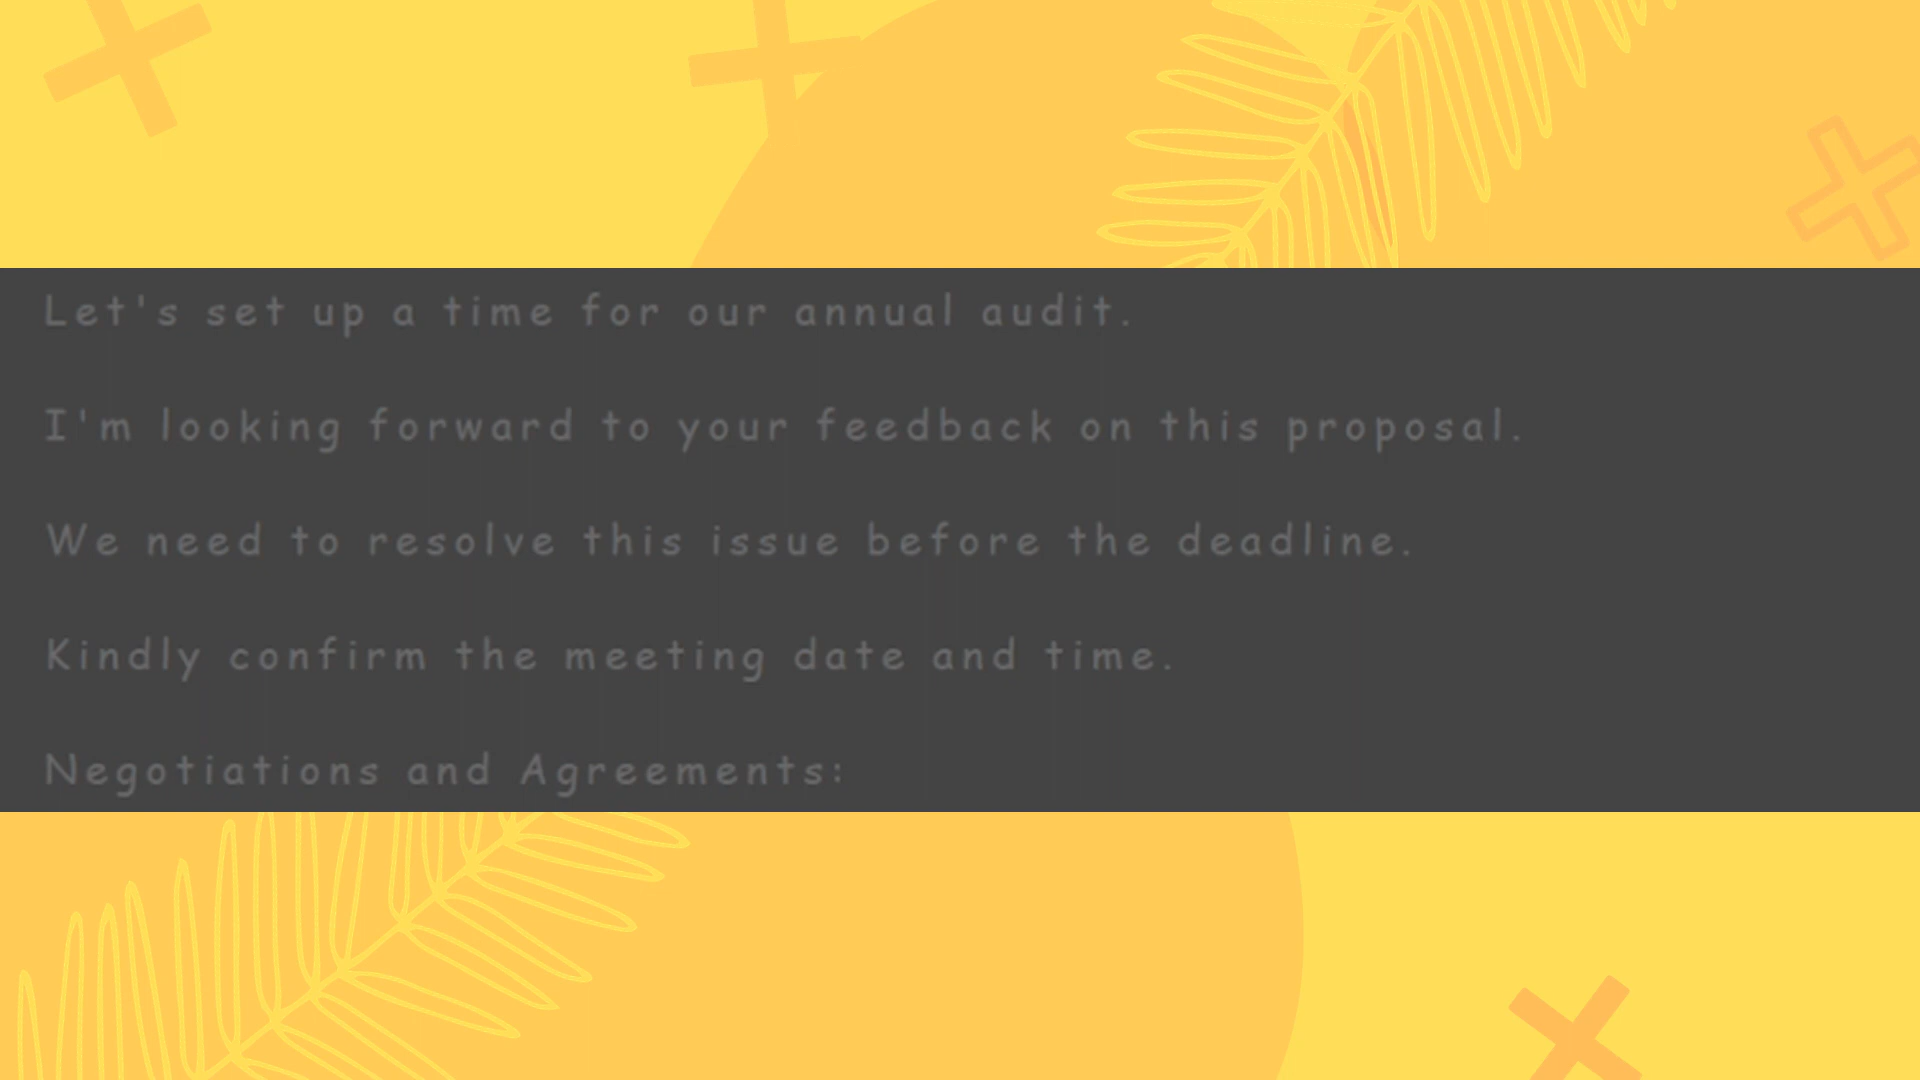 Let's set up a time for our annual audit.
I'm looking forward to your feedback on this proposal.
We need to resolve this issue before the deadline.
Kindly confirm the meeting date and time.
Negotiations and Agreements: